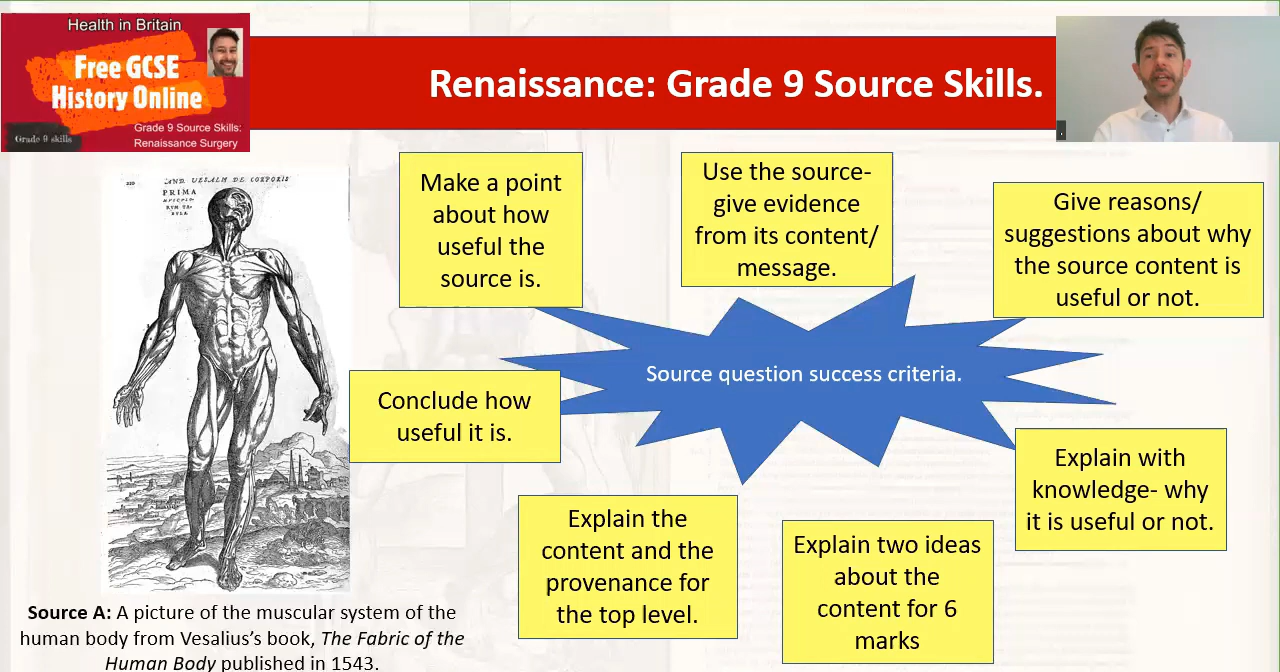 Health in Britain
Free GCSE
History Online
Grade 9 skills
Grade 9 Source Skills:
Renaissance Surgery
Renaissance: Grade 9 Source Skills.
AND. VESALII DE CORPORIS
PRIMA
Make a point
about how
useful the
source is.
Use the source-
give evidence
from its content/
message.
Give reasons/
suggestions about why
the source content is
useful or not.
Source question success criteria.
Conclude how
useful it is.
Explain with
knowledge- why
it is useful or not.
Explain the
content and the
provenance for
the top level.
Explain two ideas
about the
content for 6
marks
Source A: A picture of the muscular system of the
human body from Vesalius's book, The Fabric of the
Human Body published in 1543.